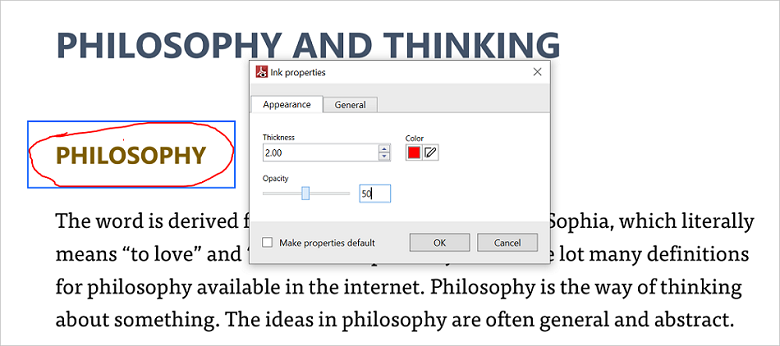 PHILOSOPHY AND THINKING
Ink properties
Appearance General
Thickness Color
2.00
Opacity
50
Make properties default OK Cancel
PHILOSOPHY
The word is derived Sophia, which literally
means “to love” and lot many definitions
for philosophy available in the internet. Philosophy is the way of thinking
about something. The ideas in philosophy are often general and abstract.